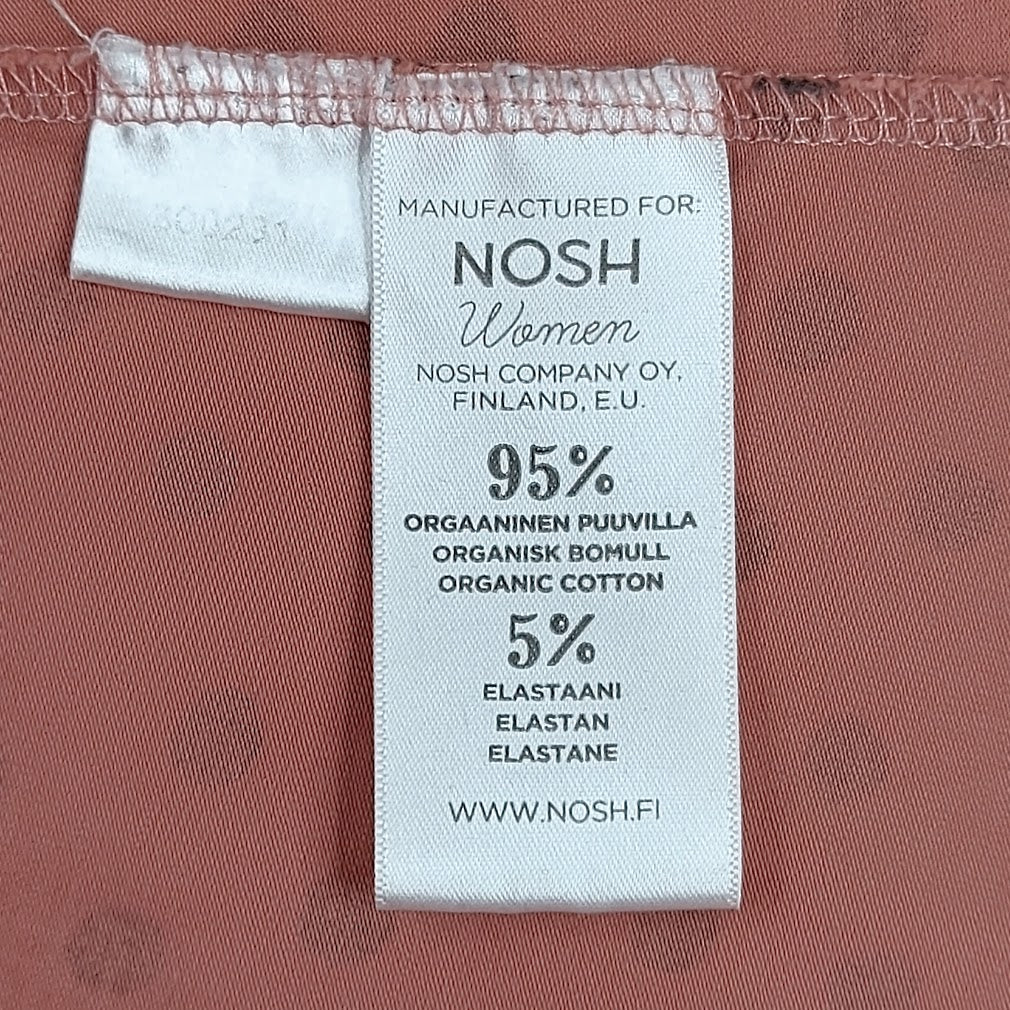 MANUFACTURED FOR:
NOSH
Women
NOSH COMPANY OY,
FINLAND, E.U.
95%
ORGAANINEN PUUVILLA
ORGANISK BOMULL
ORGANIC COTTON
5%
ELASTAANI
ELASTAN
ELASTANE
WWW.NOSH.FI